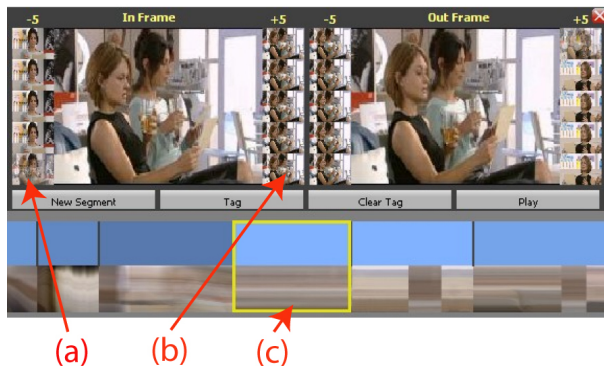 -5 In Frame +5 -5 Out Frame +5
New Segment Tag Clear Tag Play
(a) (b) (c)